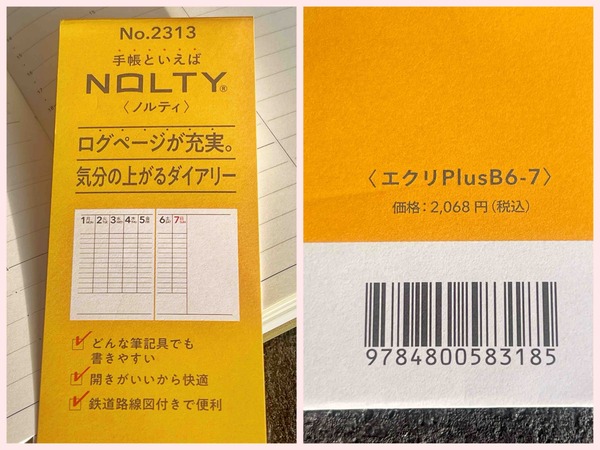 No.2313
手帳といえば
NOLTY®
〈ノルティ〉
ログページが充実。
気分の上がるダイアリー
1 2 3 4 5 6 7
どんな筆記具でも
書きやすい
開きがいいから快適
鉄道路線図付きで便利
〈エクリPlusB6-7〉
価格：2,068円（税込）
9784800583185